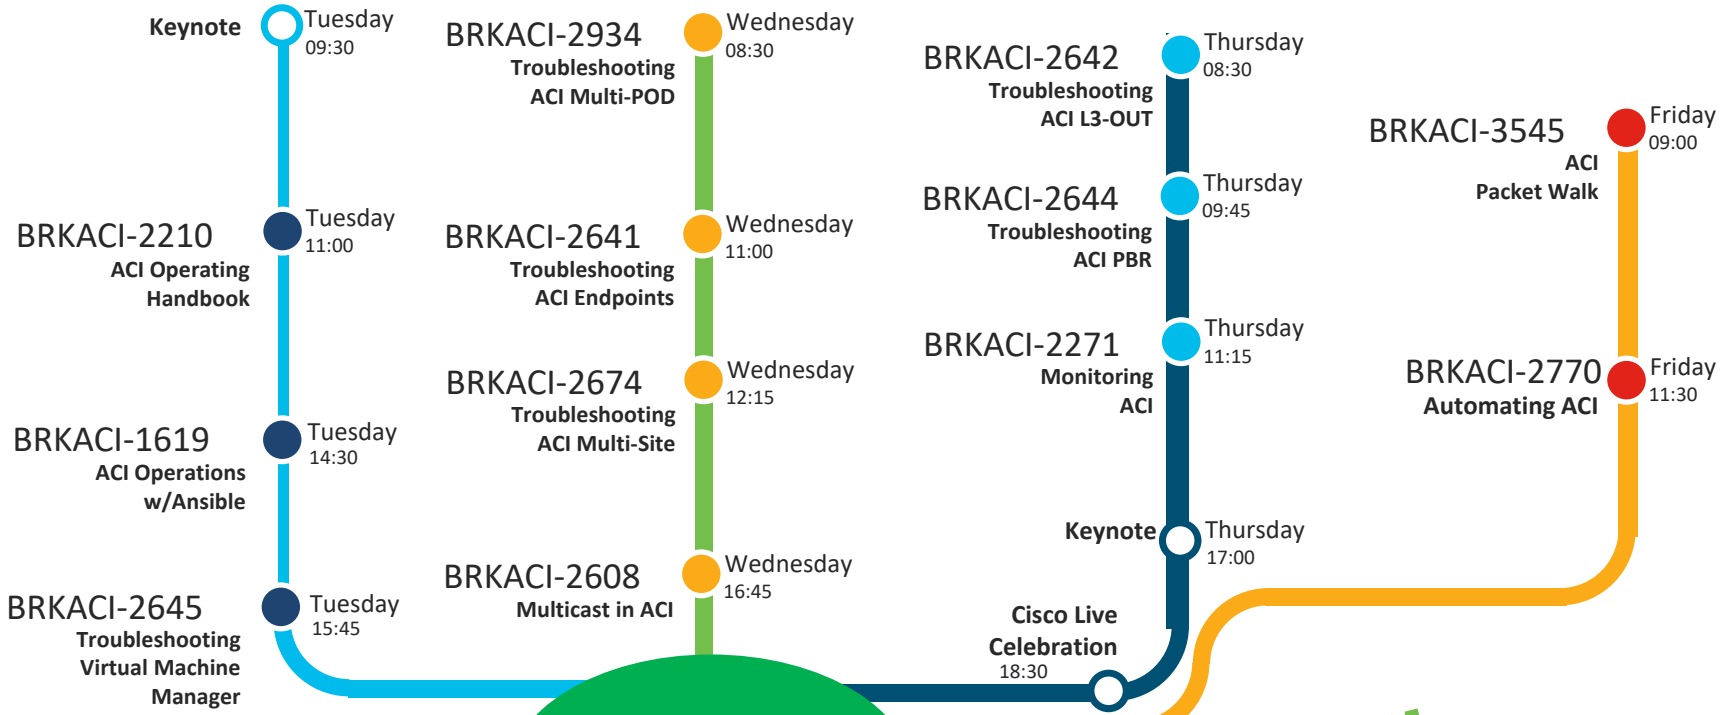 Keynote
Tuesday
09:30
BRKACI-2210
ACI Operating
Handbook
Tuesday
11:00
BRKACI-1619
ACI Operations
w/Ansible
Tuesday
14:30
BRKACI-2645
Troubleshooting
Virtual Machine
Manager
Tuesday
15:45
BRKACI-2934
Troubleshooting
ACI Multi-POD
Wednesday
08:30
BRKACI-2641
Troubleshooting
ACI Endpoints
Wednesday
11:00
BRKACI-2674
Troubleshooting
ACI Multi-Site
Wednesday
12:15
BRKACI-2608
Multicast in ACI
Wednesday
16:45
BRKACI-2642
Troubleshooting
ACI L3-OUT
Thursday
08:30
BRKACI-2644
Troubleshooting
ACI PBR
Thursday
09:45
BRKACI-2271
Monitoring
ACI
Thursday
11:15
Keynote
Thursday
17:00
Cisco Live
Celebration
18:30
BRKACI-3545
ACI
Packet Walk
Friday
09:00
BRKACI-2770
Automating ACI
Friday
11:30